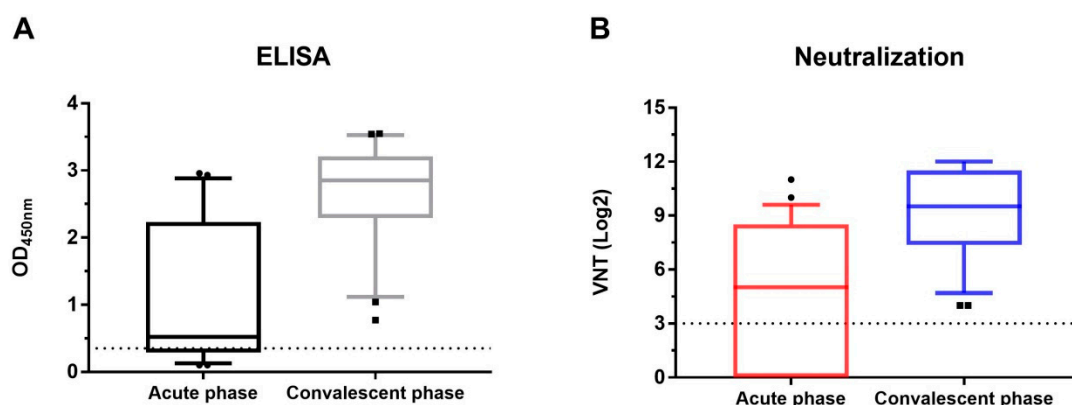 A
ELISA
OD450nm
4
3
2
1
0
Acute phase
Convalescent phase
B
Neutralization
VNT (Log2)
15
12
9
6
3
0
Acute phase
Convalescent phase